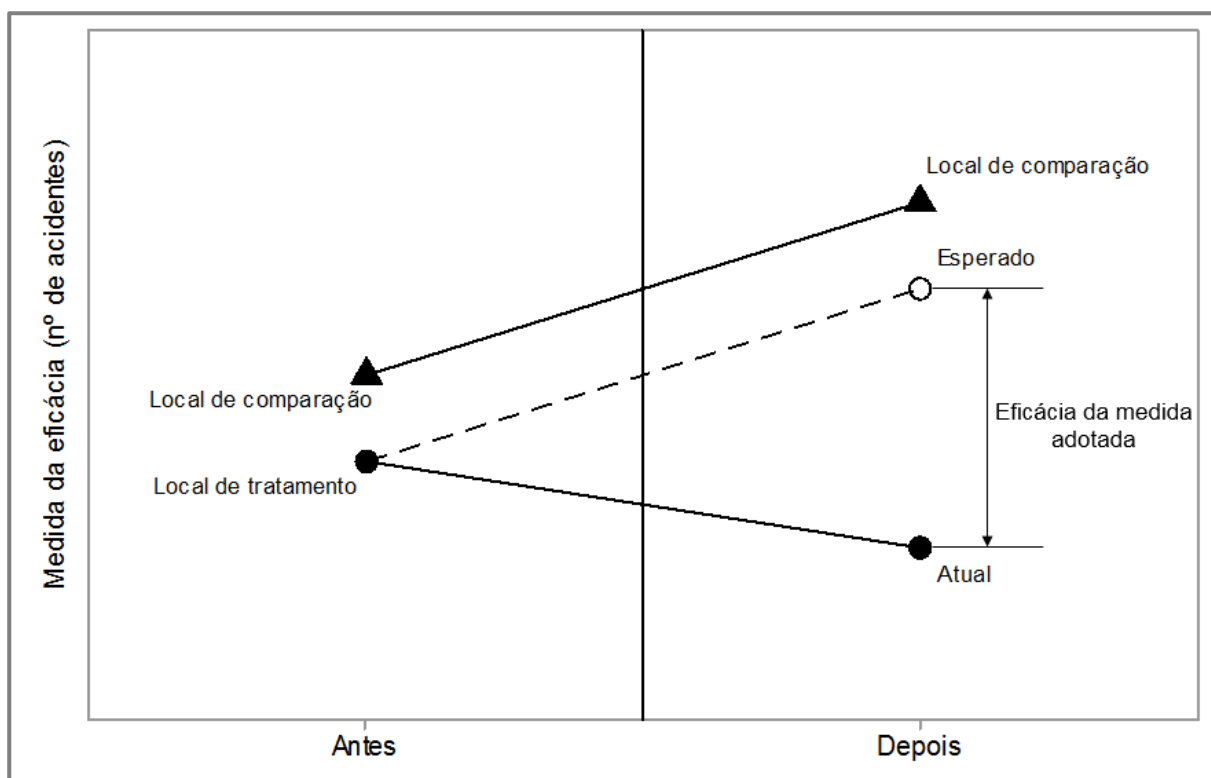 Medida da eficácia (nº de acidentes)
Local de comparação
Esperado
Local de comparação
Eficácia da medida
adotada
Local de tratamento
Atual
Antes
Depois